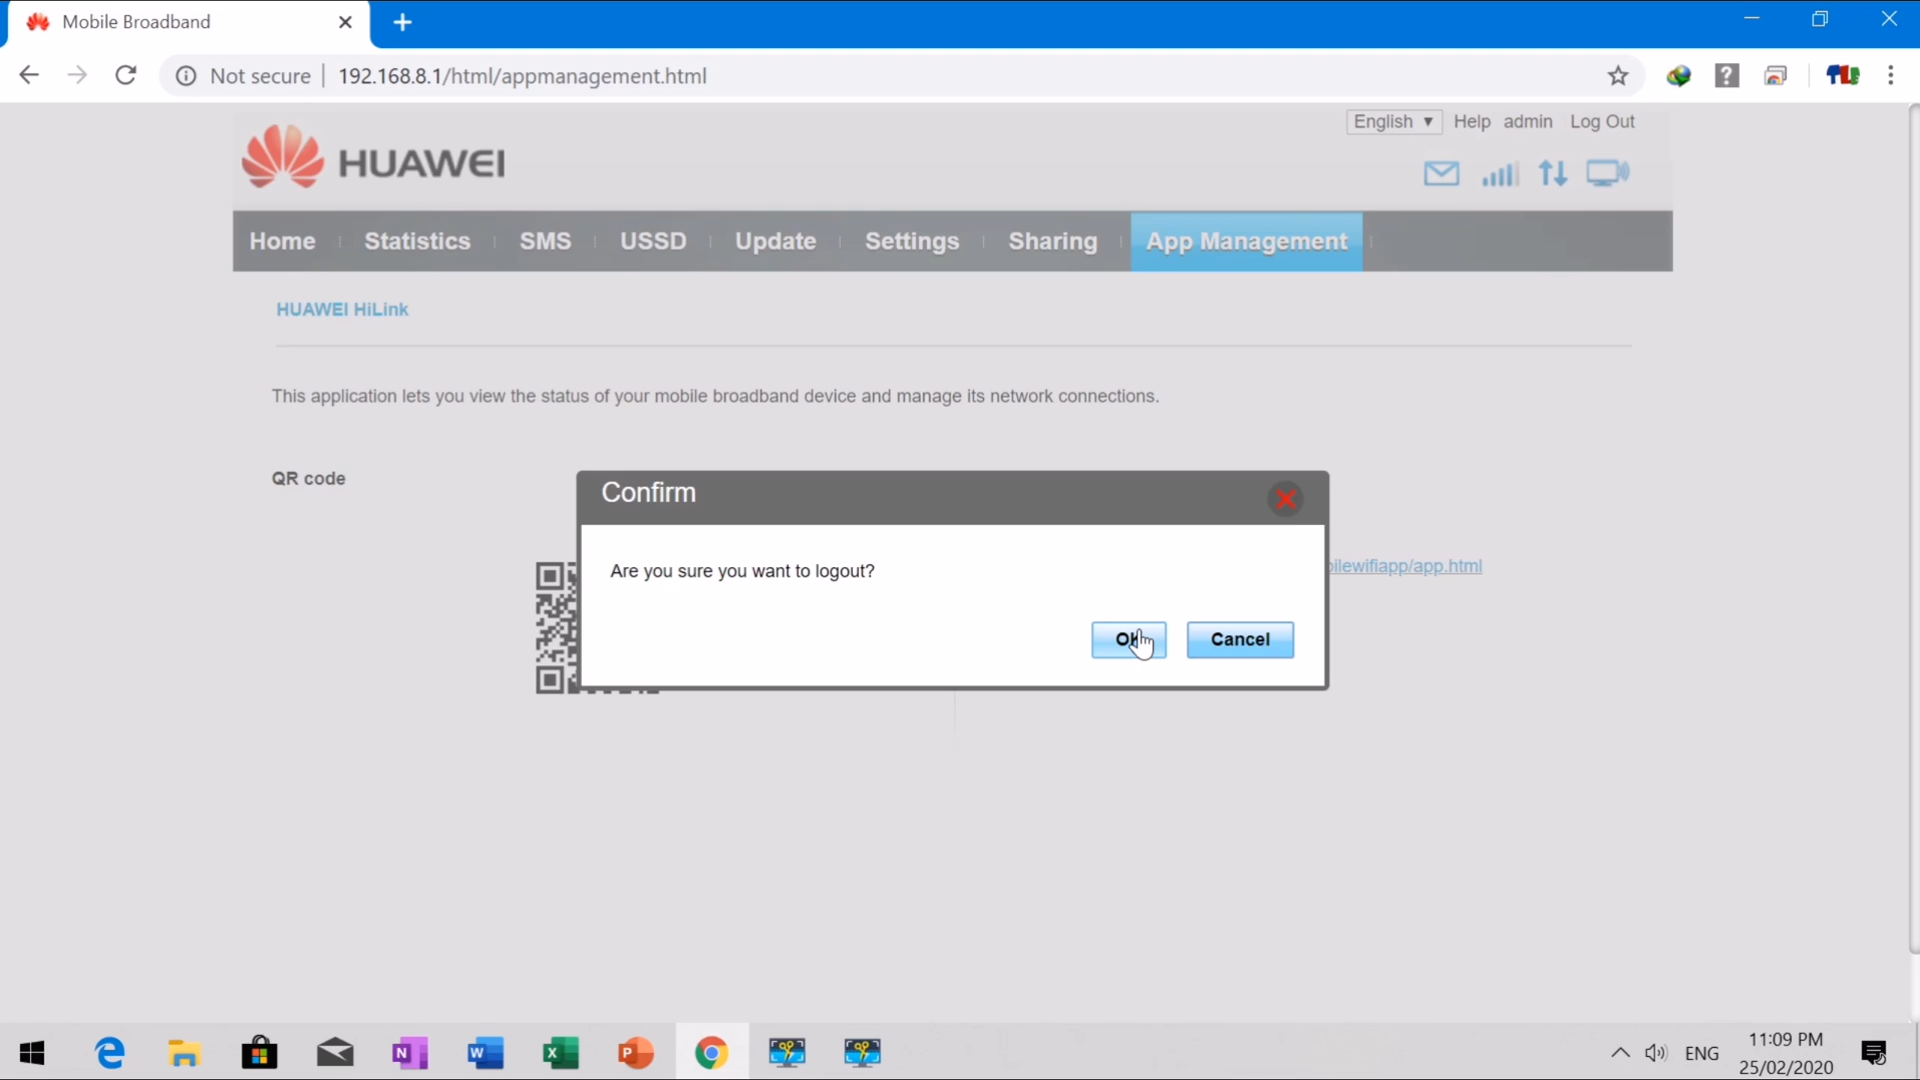 Mobile Broadband
Not secure
192.168.8.1/html/appmanagement.html
English ▼ Help admin Log Out
HUAWEI
Home Statistics SMS USSD Update Settings Sharing App Management
HUAWEI HiLink
This application lets you view the status of your mobile broadband device and manage its network connections.
QR code
Confirm
Are you sure you want to logout?
ilewifiapp/app.html
OK Cancel
ENG
11:09 PM
25/02/2020